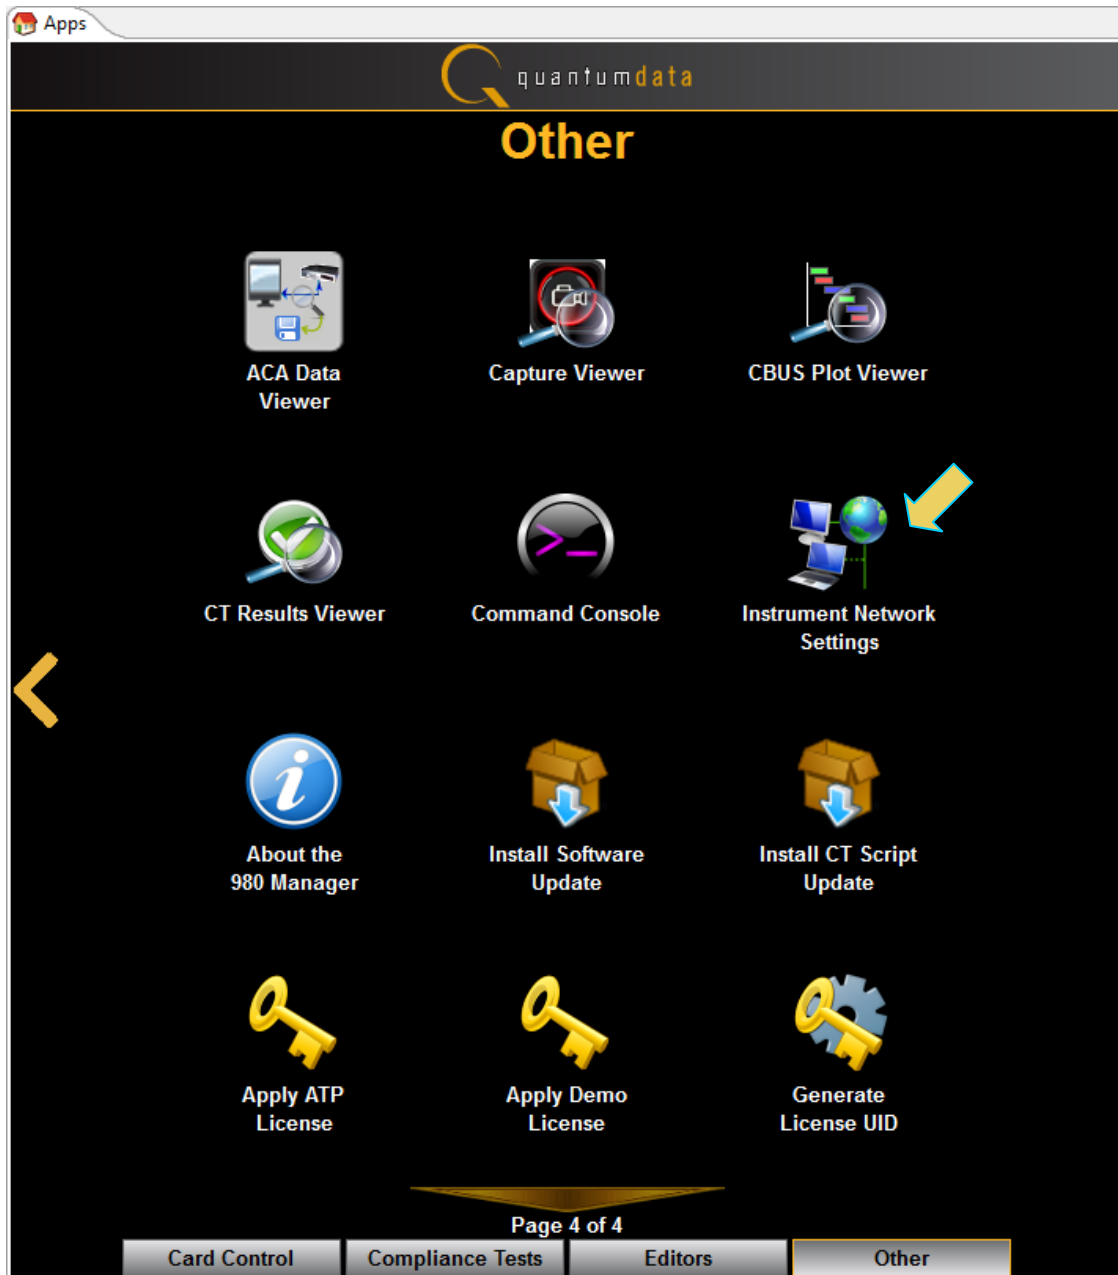 Apps
quantumdata
Other
ACA Data
Viewer
Capture Viewer
CBUS Plot Viewer
CT Results Viewer
>_
Command Console
Instrument Network
Settings
i
About the
980 Manager
Install Software
Update
Install CT Script
Update
Apply ATP
License
Apply Demo
License
Generate
License UID
Page 4 of 4
Card Control
Compliance Tests
Editors
Other